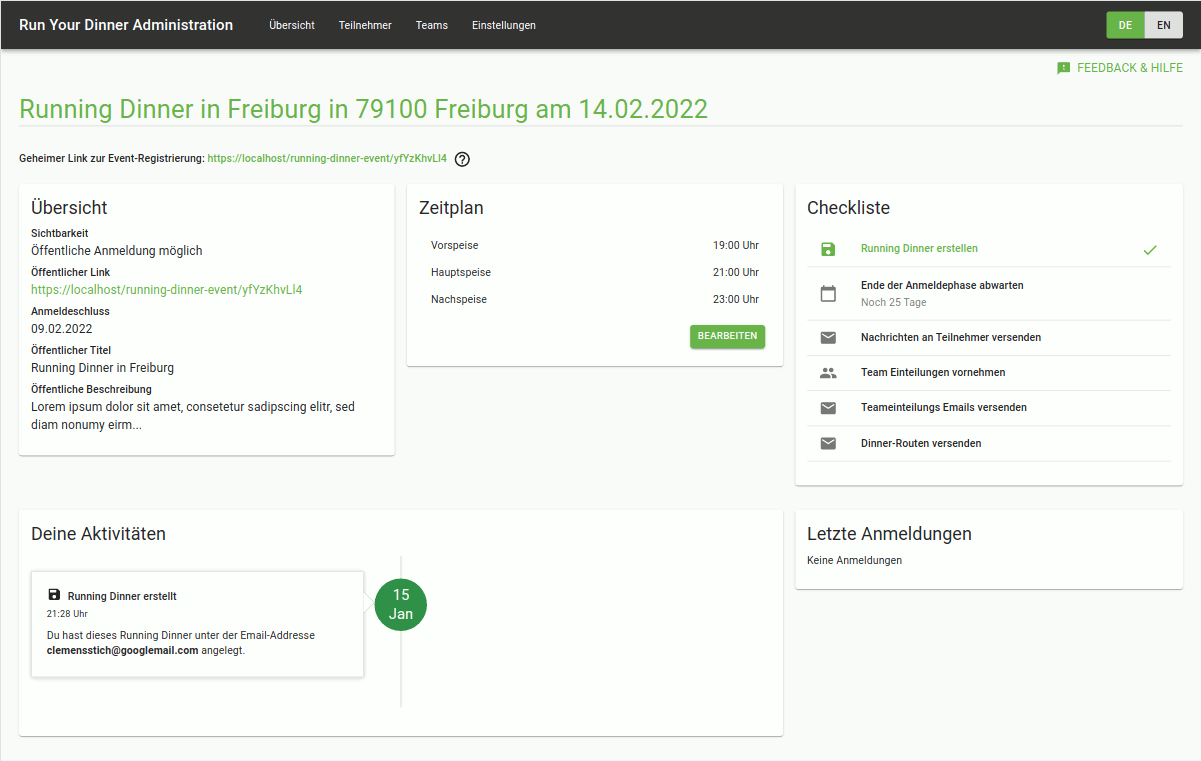 Run Your Dinner Administration Übersicht Teilnehmer Teams Einstellungen DE EN
FEEDBACK & HILFE
Running Dinner in Freiburg in 79100 Freiburg am 14.02.2022
Geheimer Link zur Event-Registrierung: https://localhost/running-dinner-event/yfYzKhvLl4
Übersicht
Sichtbarkeit
Öffentliche Anmeldung möglich
Öffentlicher Link
https://localhost/running-dinner-event/yfYzKhvLl4
Anmeldeschluss
09.02.2022
Öffentlicher Titel
Running Dinner in Freiburg
Öffentliche Beschreibung
Lorem ipsum dolor sit amet, consetetur sadipscing elitr, sed
diam nonumy eirm...
Zeitplan
Vorspeise 19:00 Uhr
Hauptspeise 21:00 Uhr
Nachspeise 23:00 Uhr
BEARBEITEN
Checkliste
Running Dinner erstellen
Ende der Anmeldephase abwarten
Noch 25 Tage
Nachrichten an Teilnehmer versenden
Team Einteilungen vornehmen
Teameinteilungs Emails versenden
Dinner-Routen versenden
Deine Aktivitäten
Running Dinner erstellt
21:28 Uhr
Du hast dieses Running Dinner unter der Email-Addresse
clemensstich@googlemail.com angelegt.
15
Jan
Letzte Anmeldungen
Keine Anmeldungen